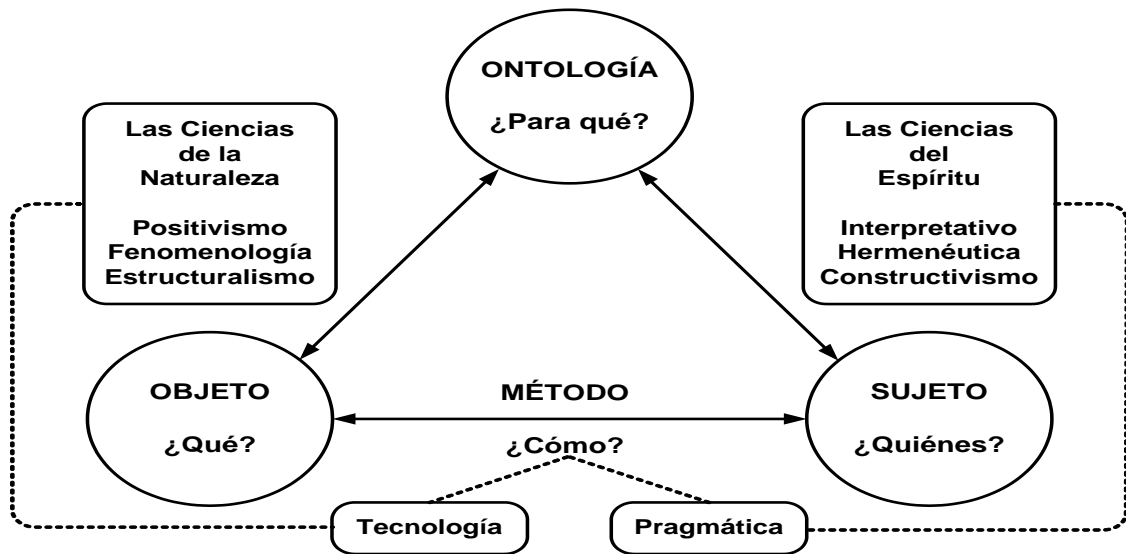 ONTOLOGÍA
¿Para qué?
Las Ciencias
de la
Naturaleza
Positivismo
Fenomenología
Estructuralismo
Las Ciencias
del
Espíritu
Interpretativo
Hermenéutica
Constructivismo
OBJETO
¿Qué?
MÉTODO
¿Cómo?
SUJETO
¿Quiénes?
Tecnología
Pragmática